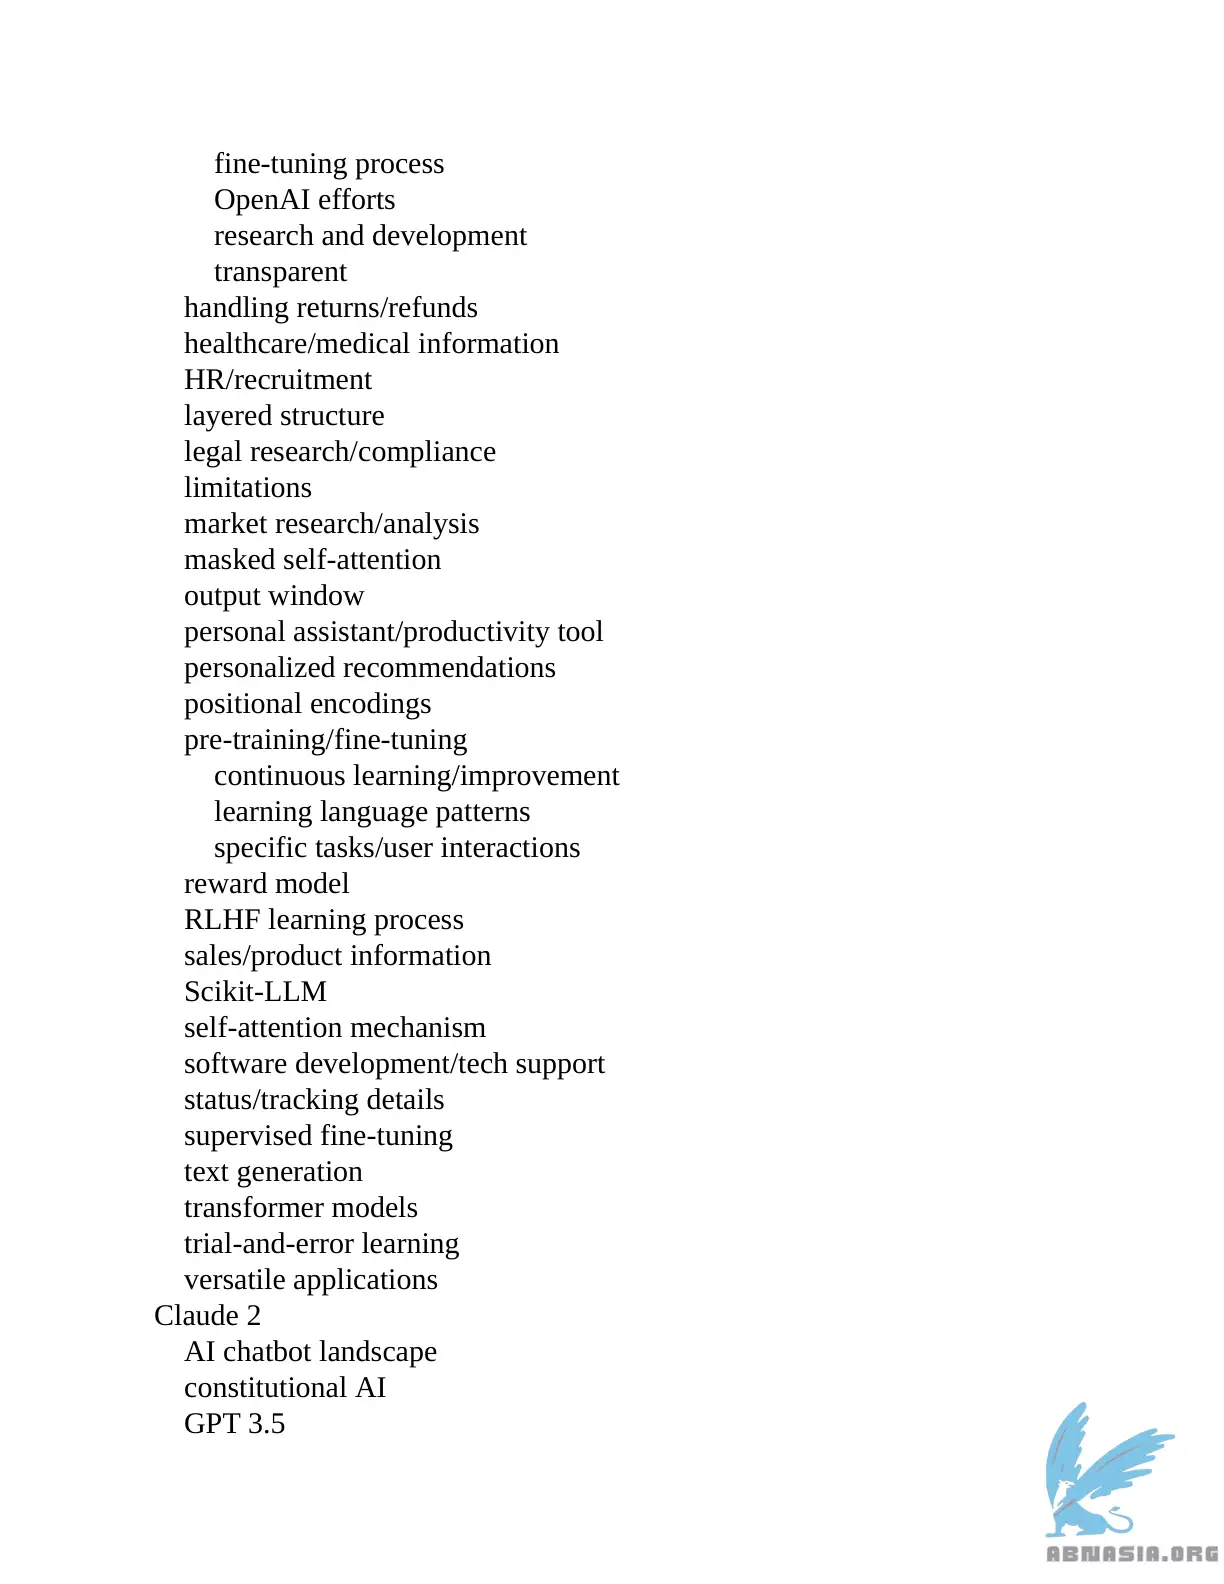 fine-tuning process
OpenAI efforts
research and development
transparent
handling returns/refunds
healthcare/medical information
HR/recruitment
layered structure
legal research/compliance
limitations
market research/analysis
masked self-attention
output window
personal assistant/productivity tool
personalized recommendations
positional encodings
pre-training/fine-tuning
continuous learning/improvement
learning language patterns
specific tasks/user interactions
reward model
RLHF learning process
sales/product information
Scikit-LLM
self-attention mechanism
software development/tech support
status/tracking details
supervised fine-tuning
text generation
transformer models
trial-and-error learning
versatile applications
Claude 2
AI chatbot landscape
constitutional AI
GPT 3.5
ABNASIA.ORG